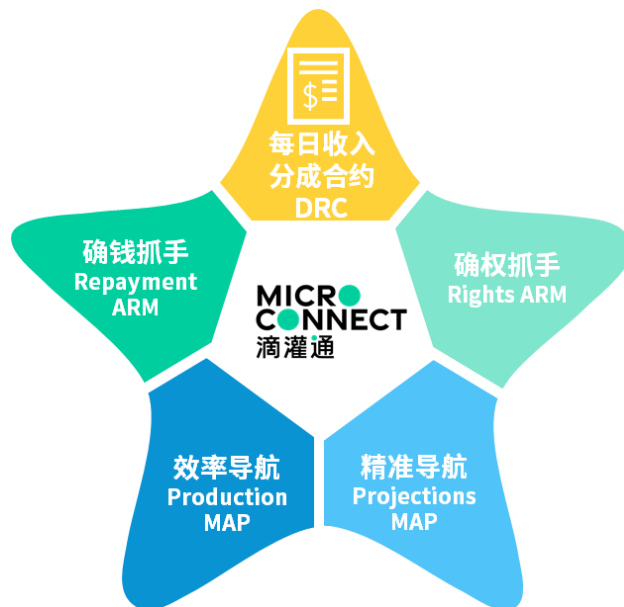 $
每日收入
分成合约
DRC
确钱抓手
Repayment
ARM
确权抓手
Rights ARM
MICRO
CONNECT
滴灌通
效率导航
Production
MAP
精准导航
Projections
MAP